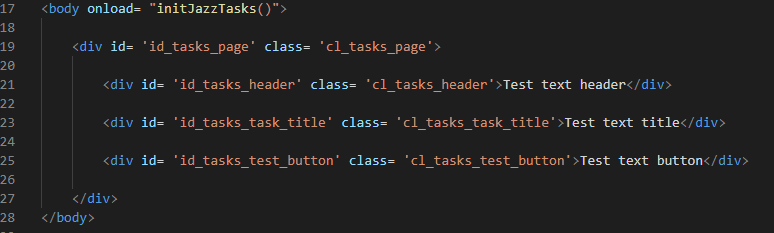 17 <body onload= "initJazzTasks()">
18
19 <div id= 'id_tasks_page' class= 'cl_tasks_page'>
20
21 <div id= 'id_tasks_header' class= 'cl_tasks_header'>Test text header</div>
22
23 <div id= 'id_tasks_task_title' class= 'cl_tasks_task_title'>Test text title</div>
24
25 <div id= 'id_tasks_test_button' class= 'cl_tasks_test_button'>Test text button</div>
26
27 </div>
28 </body>